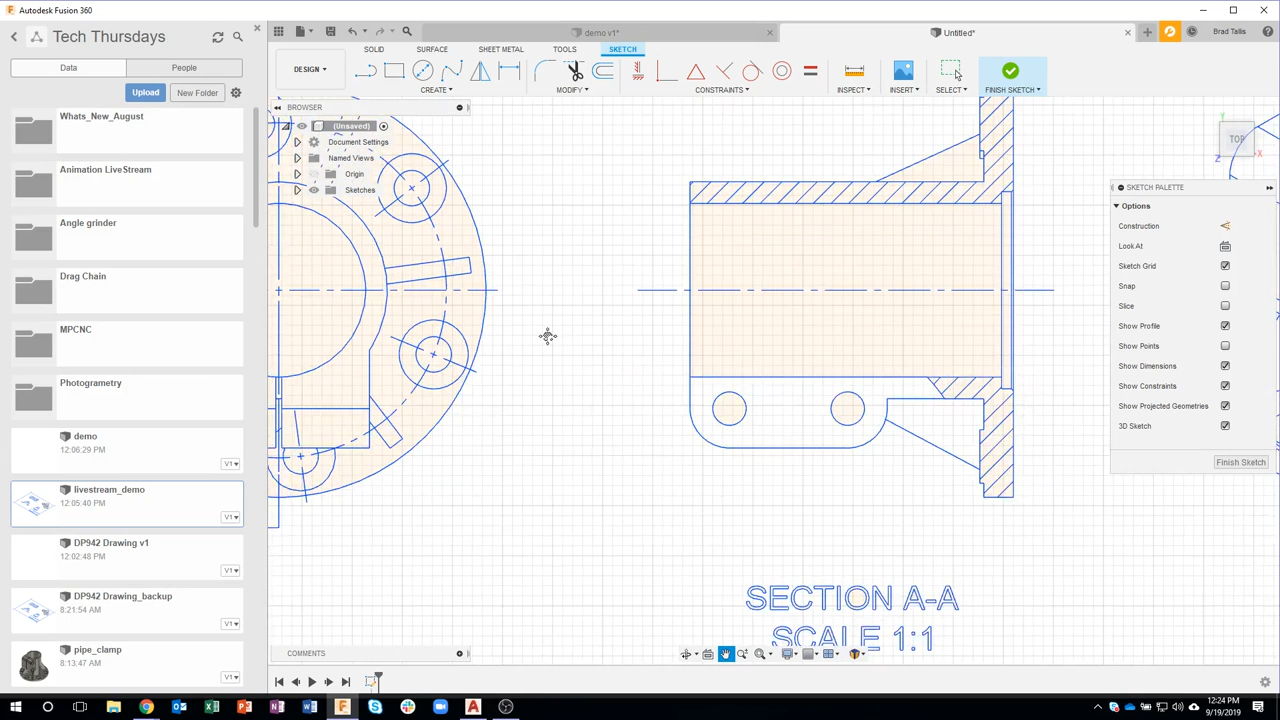 Autodesk Fusion 360
Tech Thursdays
Data
People
Upload
New Folder
Whats_New_August
Animation LiveStream
Angle grinder
Drag Chain
MPCNC
Photogrametry
demo
12:06:29 PM
V1
livestream_demo
12:05:40 PM
V1
DP942 Drawing v1
12:02:48 PM
V1
DP942 Drawing_backup
8:21:54 AM
V1
pipe_clamp
8:13:47 AM
V1
demo v1*
Untitled*
Brad Tallis
SOLID
SURFACE
SHEET METAL
TOOLS
SKETCH
DESIGN
CREATE
MODIFY
CONSTRAINTS
INSPECT
INSERT
SELECT
FINISH SKETCH
BROWSER
(Unsaved)
Document Settings
Named Views
Origin
Sketches
TOP
Y
X
Z
SKETCH PALETTE
Options
Construction
Look At
Sketch Grid
Snap
Slice
Show Profile
Show Points
Show Dimensions
Show Constraints
Show Projected Geometries
3D Sketch
Finish Sketch
SECTION A-A
SCALE 1:1
COMMENTS
12:24 PM
9/19/2019